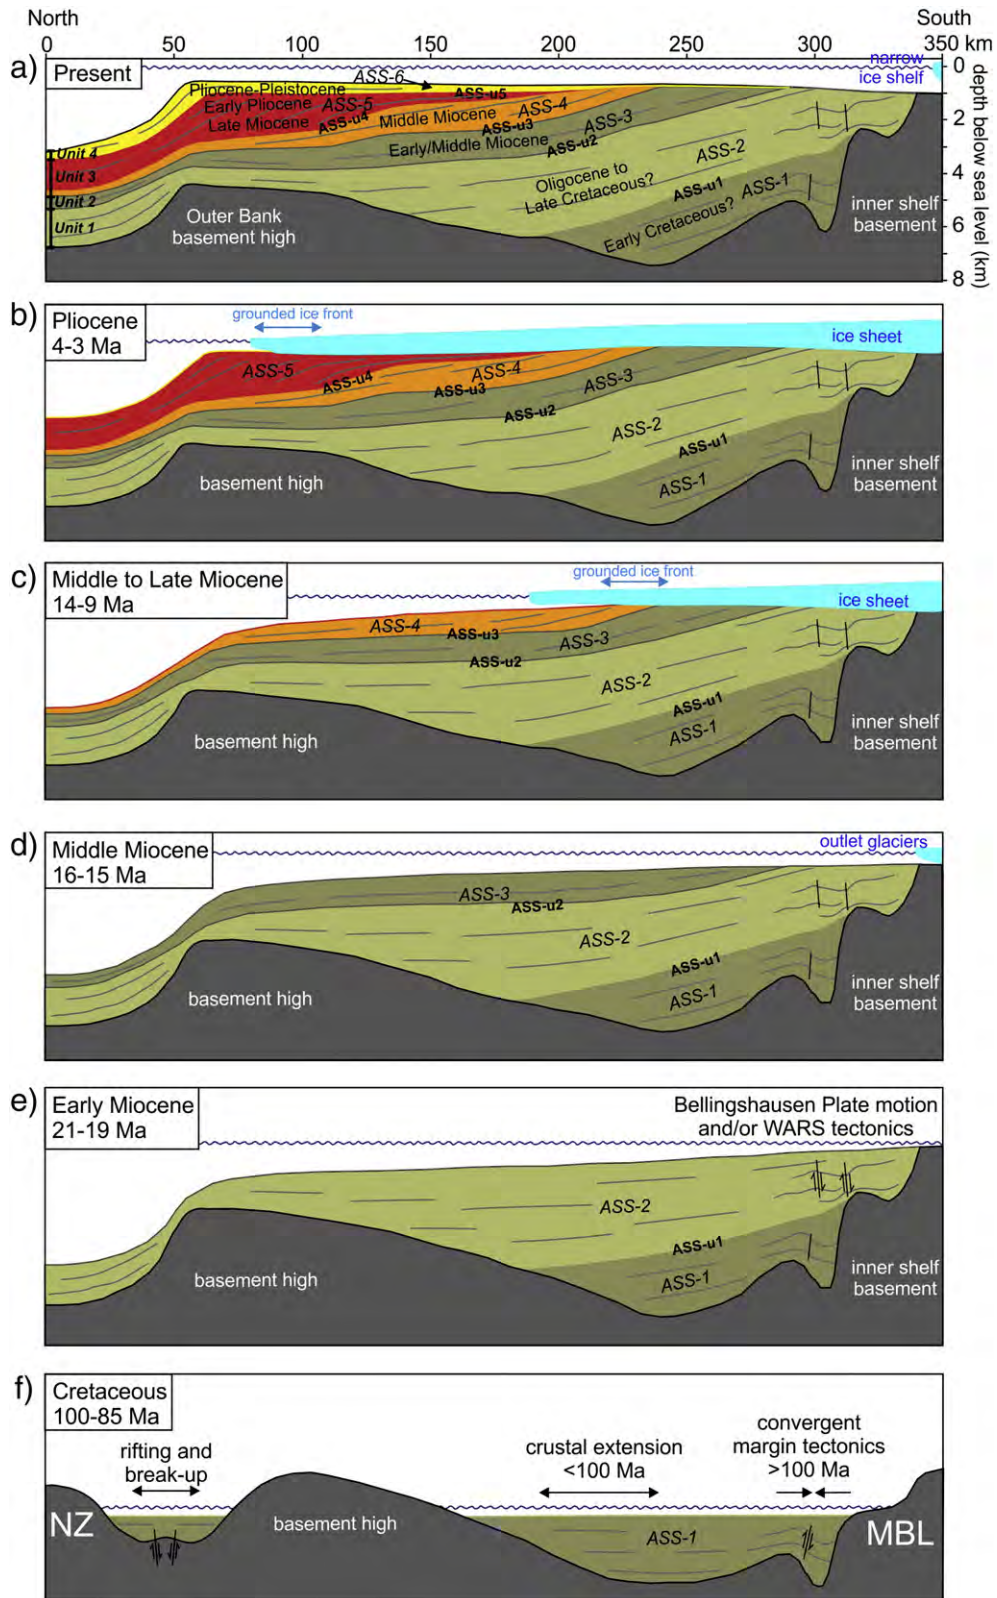 North
South
0
50
100
150
200
250
300
350 km
a)
Present
narrow
ice shelf
ASS-6
Pliocene-Pleistocene
ASS-u5
Early Pliocene
ASS-5
Late Miocene
ASS-u4
Middle Miocene
ASS-4
ASS-u3
ASS-3
Early/Middle Miocene
ASS-u2
ASS-2
Oligocene to
Late Cretaceous?
ASS-u1
ASS-1
Early Cretaceous?
Unit 4
Unit 3
Unit 2
Unit 1
Outer Bank
basement high
inner shelf
basement
0
2
4
6
8
depth below sea level (km)
b)
Pliocene
4-3 Ma
grounded ice front
ice sheet
ASS-5
ASS-u4
ASS-4
ASS-u3
ASS-3
ASS-u2
ASS-2
ASS-u1
ASS-1
basement high
inner shelf
basement
c)
Middle to Late Miocene
14-9 Ma
grounded ice front
ice sheet
ASS-4
ASS-u3
ASS-3
ASS-u2
ASS-2
ASS-u1
ASS-1
basement high
inner shelf
basement
d)
Middle Miocene
16-15 Ma
outlet glaciers
ASS-3
ASS-u2
ASS-2
ASS-u1
ASS-1
basement high
inner shelf
basement
e)
Early Miocene
21-19 Ma
Bellingshausen Plate motion
and/or WARS tectonics
ASS-2
ASS-u1
ASS-1
basement high
inner shelf
basement
f)
Cretaceous
100-85 Ma
rifting and
break-up
crustal extension
<100 Ma
convergent
margin tectonics
>100 Ma
NZ
basement high
ASS-1
MBL